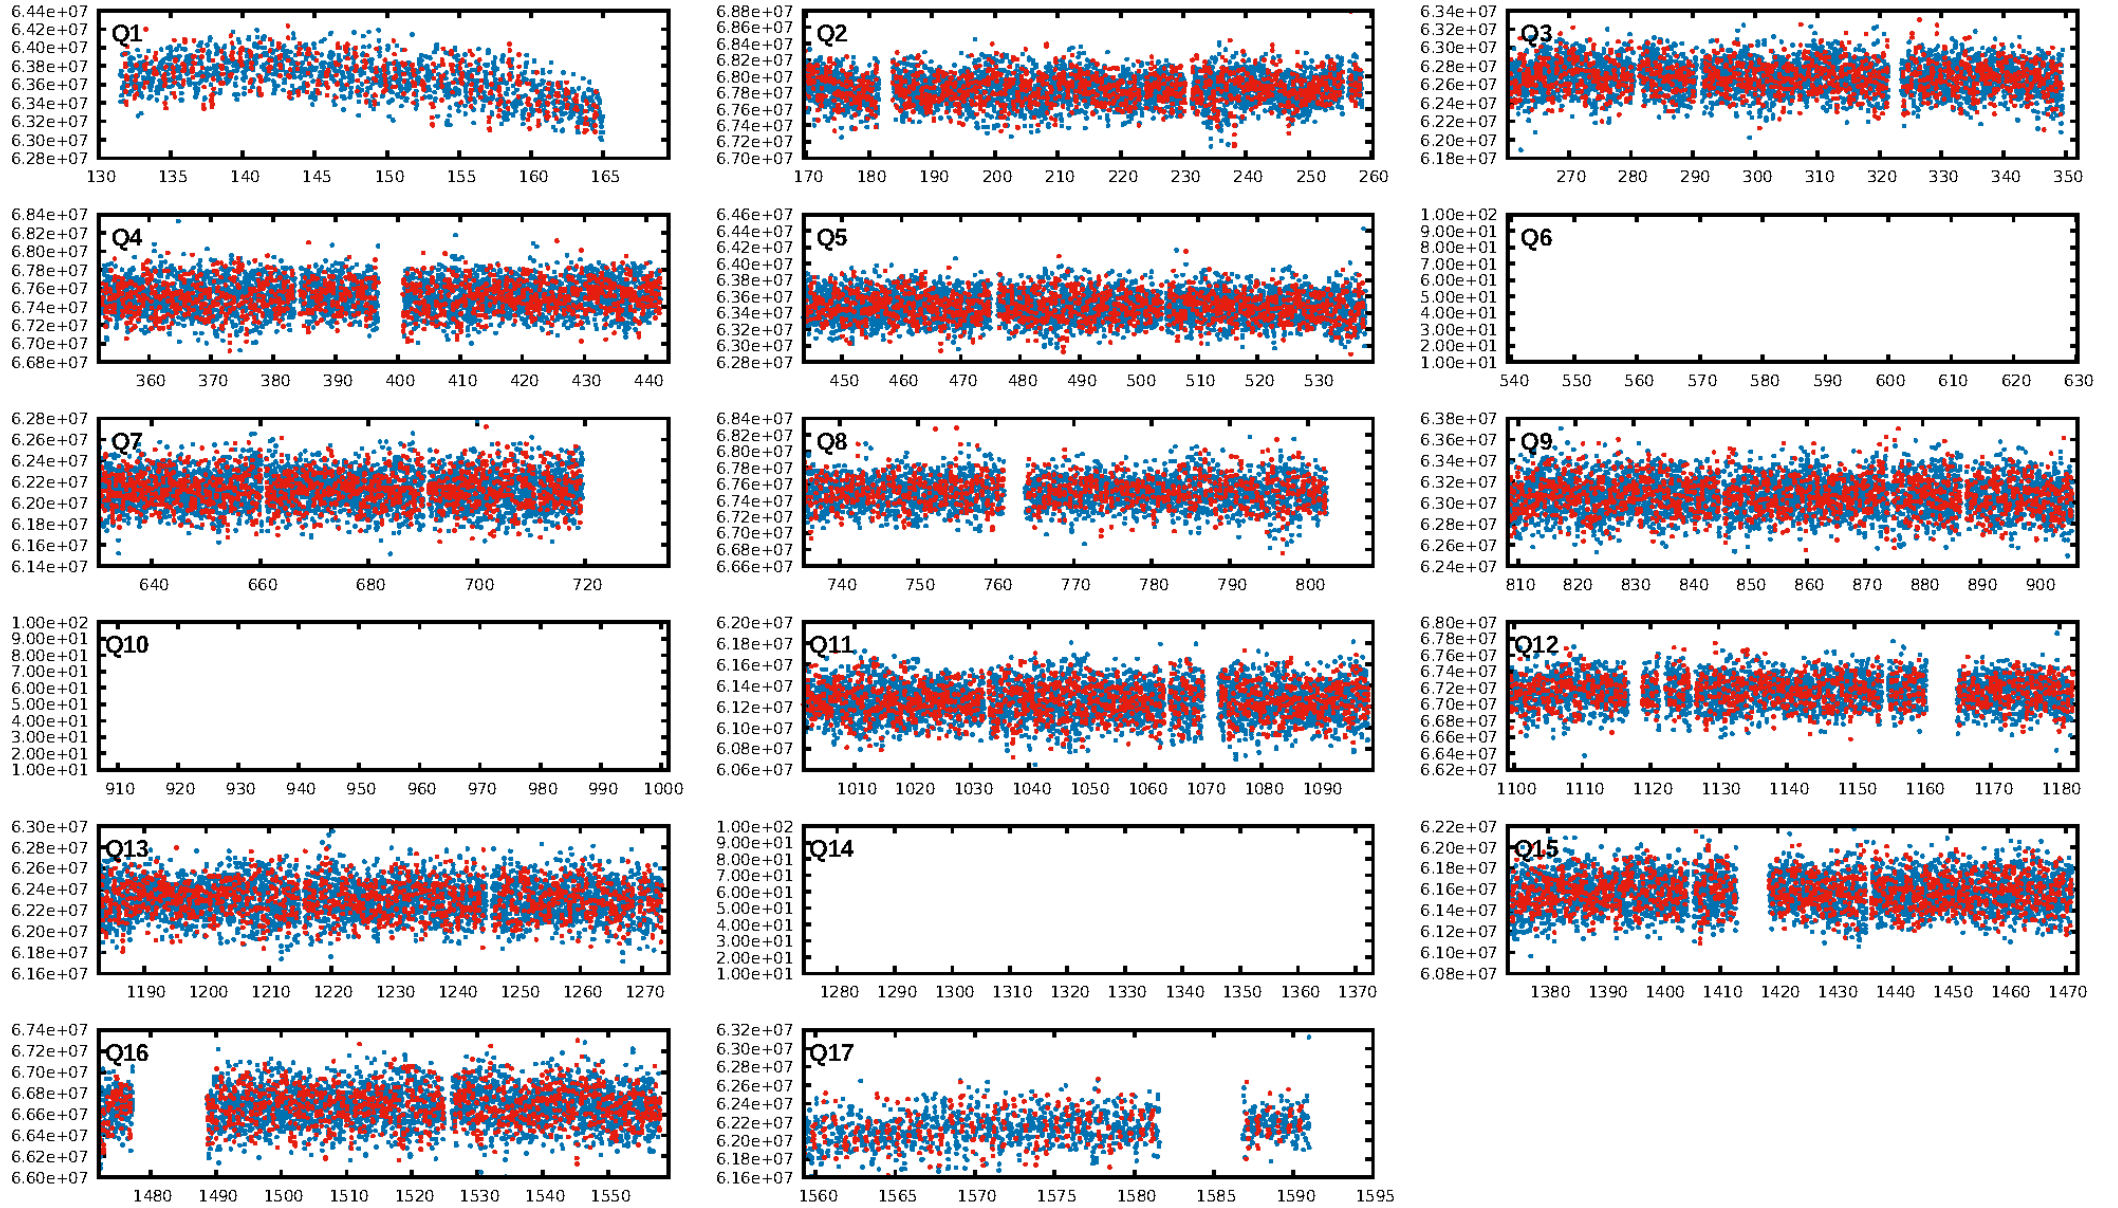 6.44e+07
6.42e+07
6.40e+07
6.38e+07
6.36e+07
6.34e+07
6.32e+07
6.30e+07
6.28e+07
Q1
130 135 140 145 150 155 160 165
6.88e+07
6.86e+07
6.84e+07
6.82e+07
6.80e+07
6.78e+07
6.76e+07
6.74e+07
6.72e+07
6.70e+07
Q2
170 180 190 200 210 220 230 240 250 260
6.34e+07
6.32e+07
6.30e+07
6.28e+07
6.26e+07
6.24e+07
6.22e+07
6.20e+07
6.18e+07
Q3
270 280 290 300 310 320 330 340 350
6.84e+07
6.82e+07
6.80e+07
6.78e+07
6.76e+07
6.74e+07
6.72e+07
6.70e+07
6.68e+07
Q4
360 370 380 390 400 410 420 430 440
6.46e+07
6.44e+07
6.42e+07
6.40e+07
6.38e+07
6.36e+07
6.34e+07
6.32e+07
6.30e+07
6.28e+07
Q5
450 460 470 480 490 500 510 520 530
1.00e+02
9.00e+01
8.00e+01
7.00e+01
6.00e+01
5.00e+01
4.00e+01
3.00e+01
2.00e+01
1.00e+01
Q6
540 550 560 570 580 590 600 610 620 630
6.28e+07
6.26e+07
6.24e+07
6.22e+07
6.20e+07
6.18e+07
6.16e+07
6.14e+07
Q7
640 660 680 700 720
6.84e+07
6.82e+07
6.80e+07
6.78e+07
6.76e+07
6.74e+07
6.72e+07
6.70e+07
6.68e+07
6.66e+07
Q8
740 750 760 770 780 790 800
6.38e+07
6.36e+07
6.34e+07
6.32e+07
6.30e+07
6.28e+07
6.26e+07
6.24e+07
Q9
810 820 830 840 850 860 870 880 890 900
1.00e+02
9.00e+01
8.00e+01
7.00e+01
6.00e+01
5.00e+01
4.00e+01
3.00e+01
2.00e+01
1.00e+01
Q10
910 920 930 940 950 960 970 980 990 1000
6.20e+07
6.18e+07
6.16e+07
6.14e+07
6.12e+07
6.10e+07
6.08e+07
6.06e+07
Q11
1010 1020 1030 1040 1050 1060 1070 1080 1090
6.80e+07
6.78e+07
6.76e+07
6.74e+07
6.72e+07
6.70e+07
6.68e+07
6.66e+07
6.64e+07
6.62e+07
Q12
1100 1110 1120 1130 1140 1150 1160 1170 1180
6.30e+07
6.28e+07
6.26e+07
6.24e+07
6.22e+07
6.20e+07
6.18e+07
6.16e+07
Q13
1190 1200 1210 1220 1230 1240 1250 1260 1270
1.00e+02
9.00e+01
8.00e+01
7.00e+01
6.00e+01
5.00e+01
4.00e+01
3.00e+01
2.00e+01
1.00e+01
Q14
1280 1290 1300 1310 1320 1330 1340 1350 1360 1370
6.22e+07
6.20e+07
6.18e+07
6.16e+07
6.14e+07
6.12e+07
6.10e+07
6.08e+07
Q15
1380 1390 1400 1410 1420 1430 1440 1450 1460 1470
6.74e+07
6.72e+07
6.70e+07
6.68e+07
6.66e+07
6.64e+07
6.62e+07
6.60e+07
Q16
1480 1490 1500 1510 1520 1530 1540 1550
6.32e+07
6.30e+07
6.28e+07
6.26e+07
6.24e+07
6.22e+07
6.20e+07
6.18e+07
6.16e+07
Q17
1560 1565 1570 1575 1580 1585 1590 1595